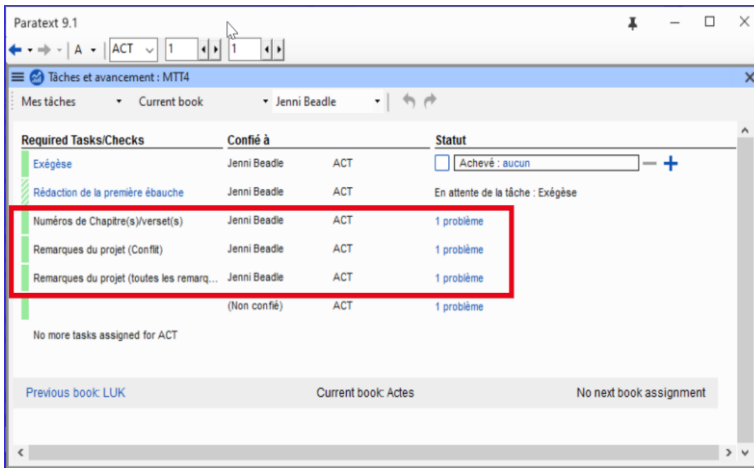 Paratext 9.1
A ACT 1 1
Tâches et avancement : MTT4
Mes tâches Current book Jenni Beadle
Required Tasks/Checks Confié à Statut
Exégèse Jenni Beadle ACT Achevé : aucun
Rédaction de la première ébauche Jenni Beadle ACT En attente de la tâche : Exégèse
Numéros de Chapitre(s)/verset(s) Jenni Beadle ACT 1 problème
Remarques du projet (Conflit) Jenni Beadle ACT 1 problème
Remarques du projet (toutes les remarq... Jenni Beadle ACT 1 problème
(Non confié) ACT 1 problème
No more tasks assigned for ACT
Previous book: LUK Current book: Actes No next book assignment